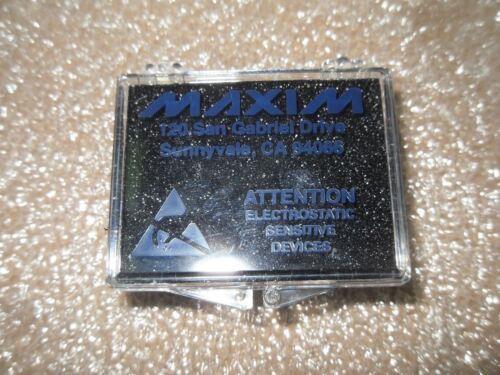 MAXIM
120 San Gabriel Drive
Sunnyvale, CA 94086
ATTENTION
ELECTROSTATIC
SENSITIVE
DEVICES